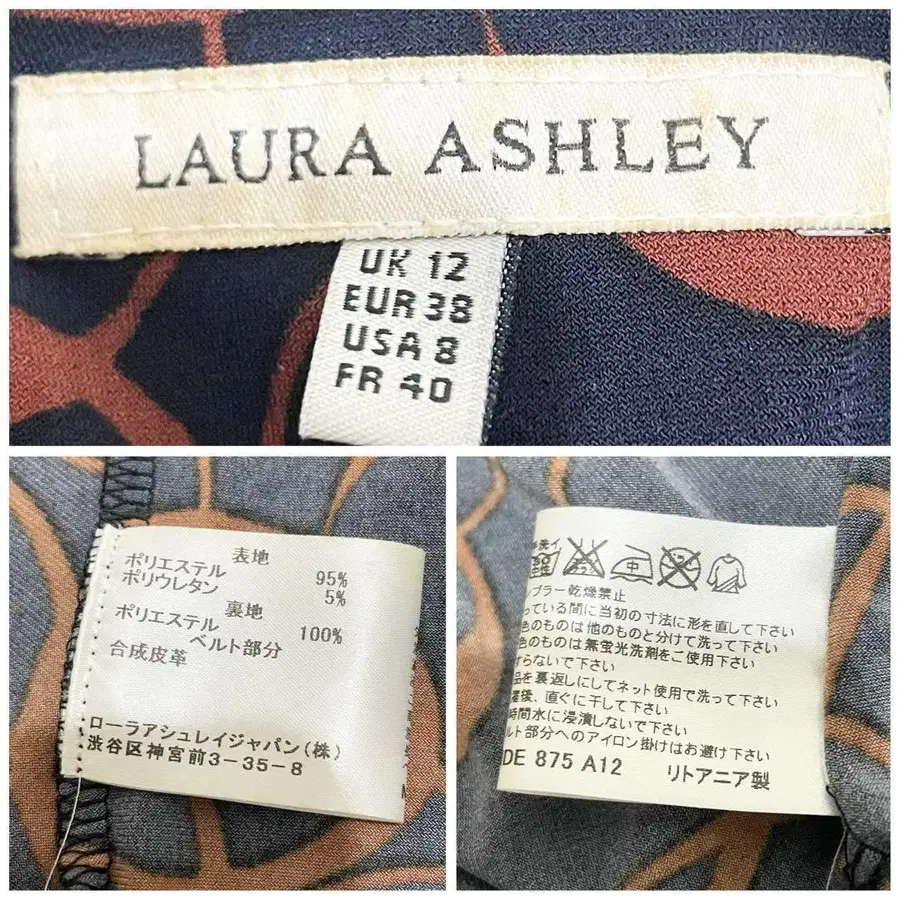 LAURA ASHLEY
UK 12
EUR 38
USA 8
FR 40
表地
ポリエステル 95%
ポリウレタン 5%
裏地
ポリエステル 100%
ベルト部分
合成皮革
ローラアシュレイジャパン(株)
渋谷区神宮前3-35-8
洗イ
中性
中
ブラー乾燥禁止
っている間に当初の寸法に形を直して下さい
色のものは他のものと分けて洗って下さい
色のものは無蛍光洗剤をご使用下さい
らないで下さい
品を裏返しにしてネット使用で洗って下さい
濯後、直ぐに干して下さい
時間水に浸漬しないで下さい
ルト部分へのアイロン掛けはお避け下さい
DE 875 A12 リトアニア製